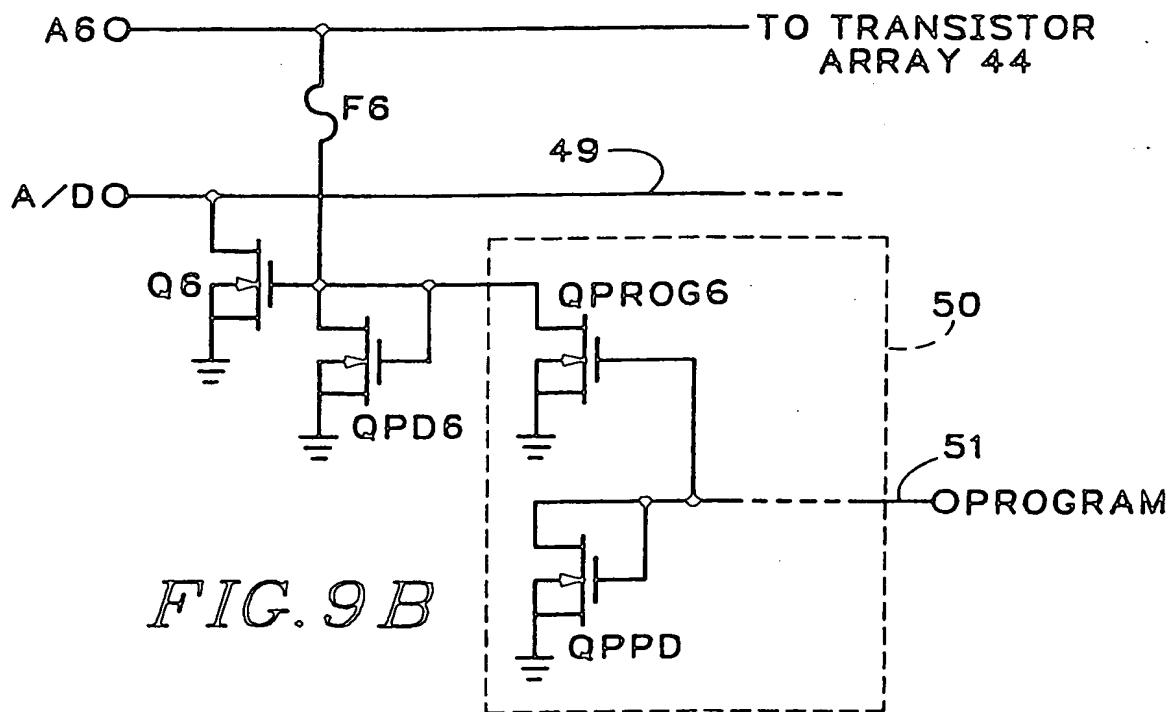 A6
TO TRANSISTOR
ARRAY 44
F6
49
A/D
Q6
QPROG6
50
QPD6
51
PROGRAM
QPPD
FIG. 9B